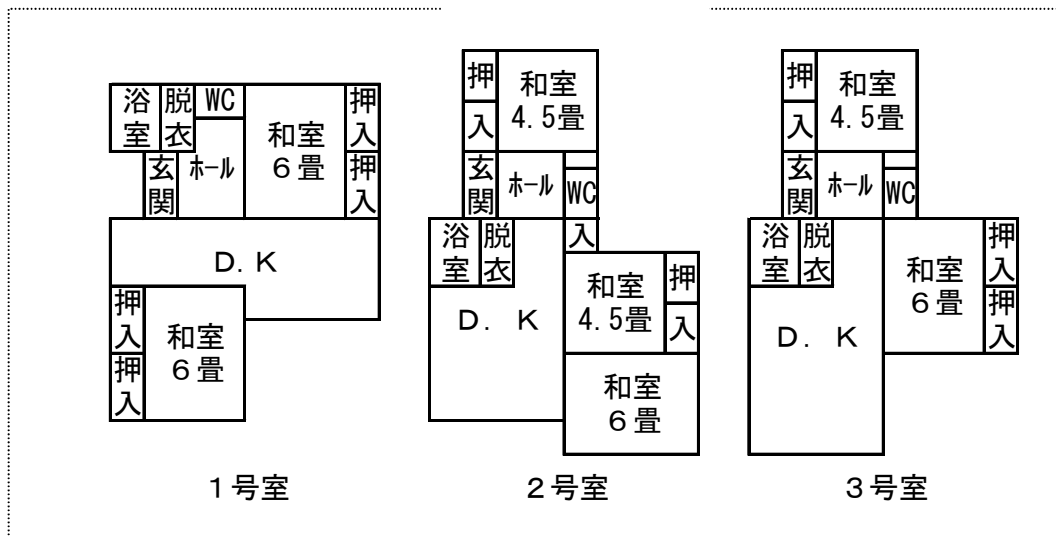 浴室
脱衣
WC
和室
６畳
押入
押入
玄関
ホール
D.K
押入
押入
和室
６畳
１号室
押入
和室
4.5畳
玄関
ホール
WC
浴室
脱衣
入
D. K
和室
4.5畳
押入
和室
６畳
２号室
押入
和室
4.5畳
玄関
ホール
WC
浴室
脱衣
D. K
和室
６畳
押入
押入
３号室